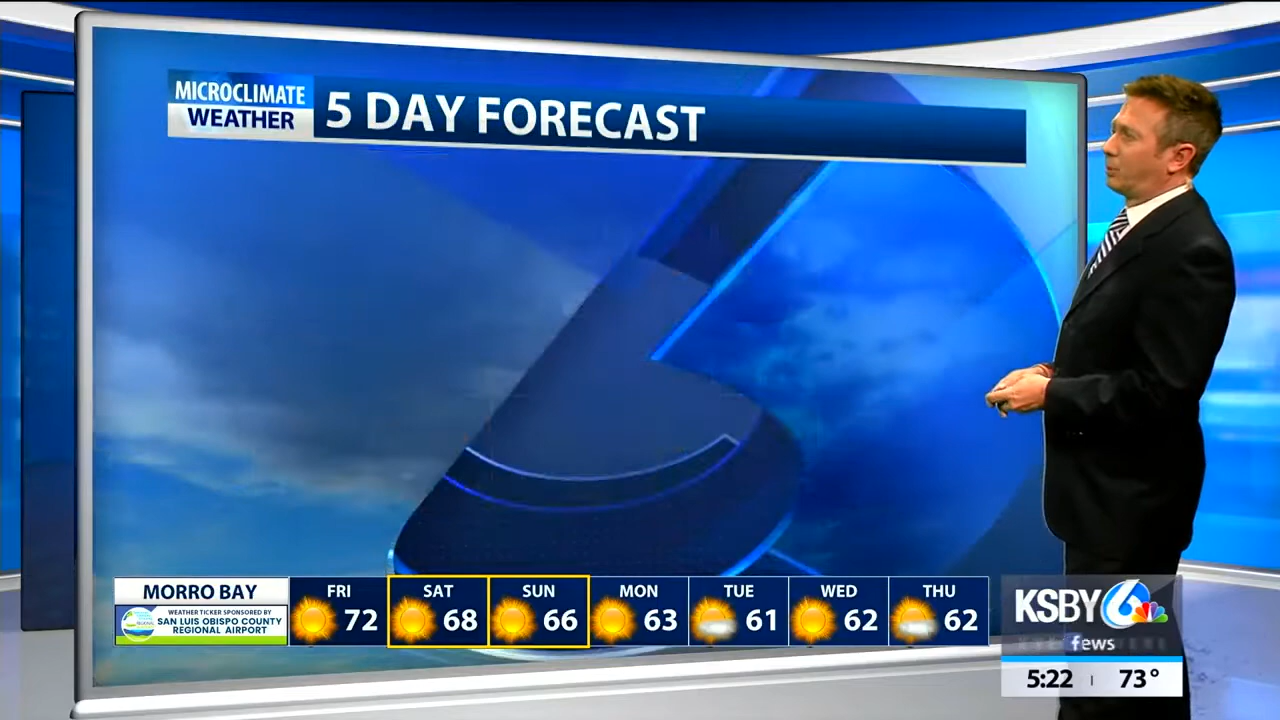 MICROCLIMATE
WEATHER
5 DAY FORECAST
MORRO BAY
WEATHER TICKER SPONSORED BY
SAN LUIS OBISPO COUNTY
REGIONAL AIRPORT
FRI
72
SAT
68
SUN
66
MON
63
TUE
61
WED
62
THU
62
KSBY 6
fews
5:22
73°